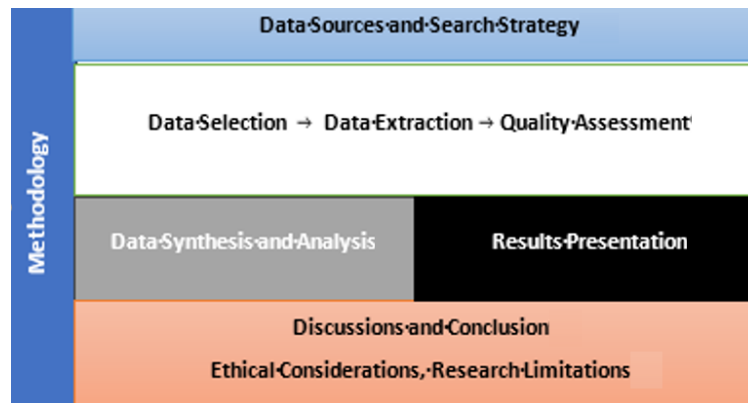 Methodology
Data·Sources·and·Search·Strategy
Data·Selection → Data·Extraction → Quality·Assessment
Data·Synthesis·and·Analysis
Results·Presentation
Discussions·and·Conclusion
Ethical·Considerations,·Research·Limitations